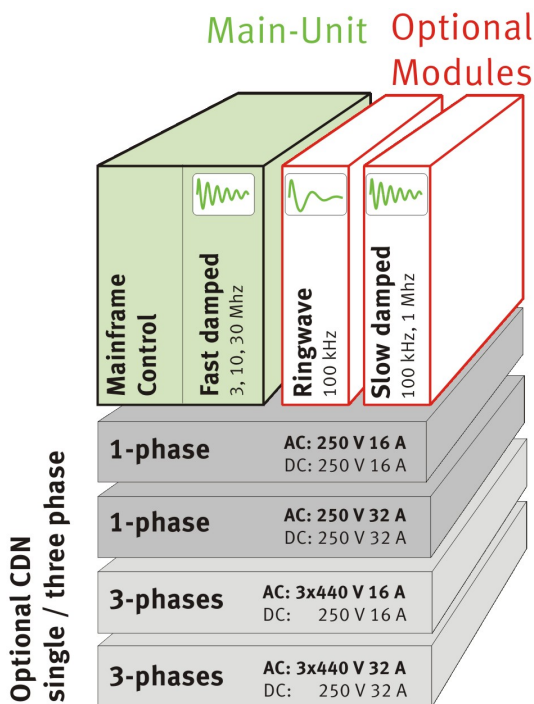 Main-Unit
Optional
Modules
Mainframe
Control
Fast damped
3, 10, 30 Mhz
Ringwave
100 kHz
Slow damped
100 kHz, 1 Mhz
1-phase
AC: 250 V 16 A
DC: 250 V 16 A
1-phase
AC: 250 V 32 A
DC: 250 V 32 A
3-phases
AC: 3x440 V 16 A
DC: 250 V 16 A
3-phases
AC: 3x440 V 32 A
DC: 250 V 32 A
Optional CDN
single / three phase